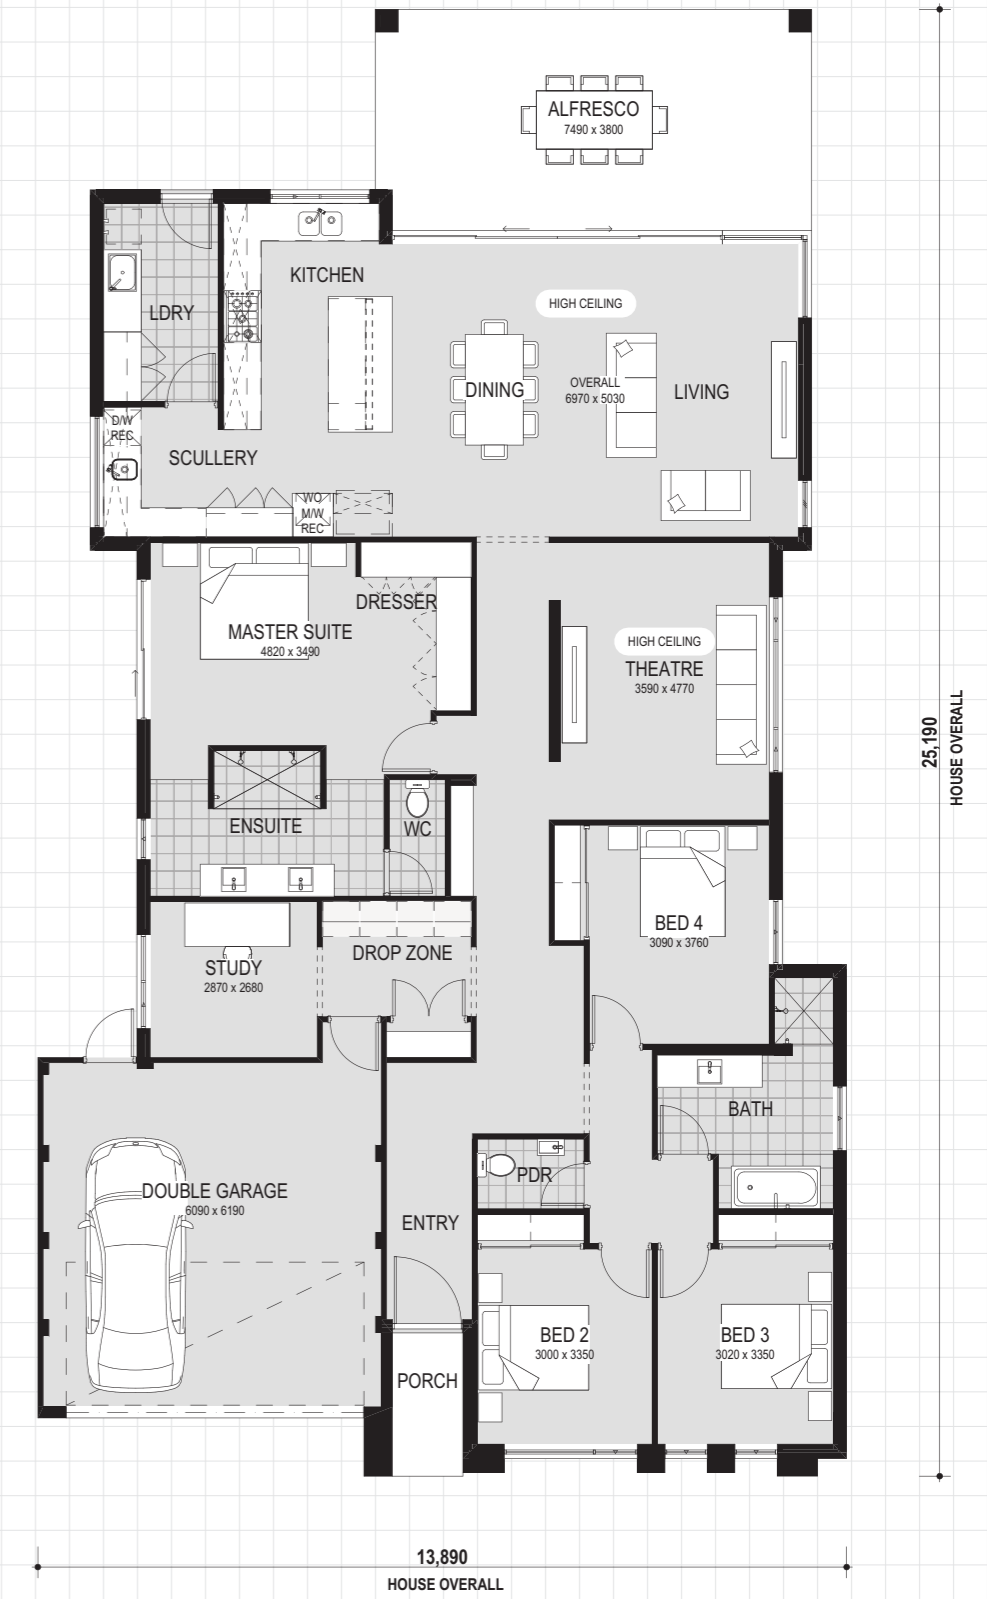 ALFRESCO
7490 x 3800
KITCHEN
HIGH CEILING
LDRY
DINING
OVERALL
6970 x 5030
LIVING
D/W
REC
SCULLERY
WO
M/W
REC
DRESSER
MASTER SUITE
4820 x 3490
HIGH CEILING
THEATRE
3590 x 4770
25,190
HOUSE OVERALL
ENSUITE
WC
BED 4
3090 x 3760
DROP ZONE
STUDY
2870 x 2680
BATH
PDR
DOUBLE GARAGE
6090 x 6190
ENTRY
BED 2
3000 x 3350
BED 3
3020 x 3350
PORCH
13,890
HOUSE OVERALL